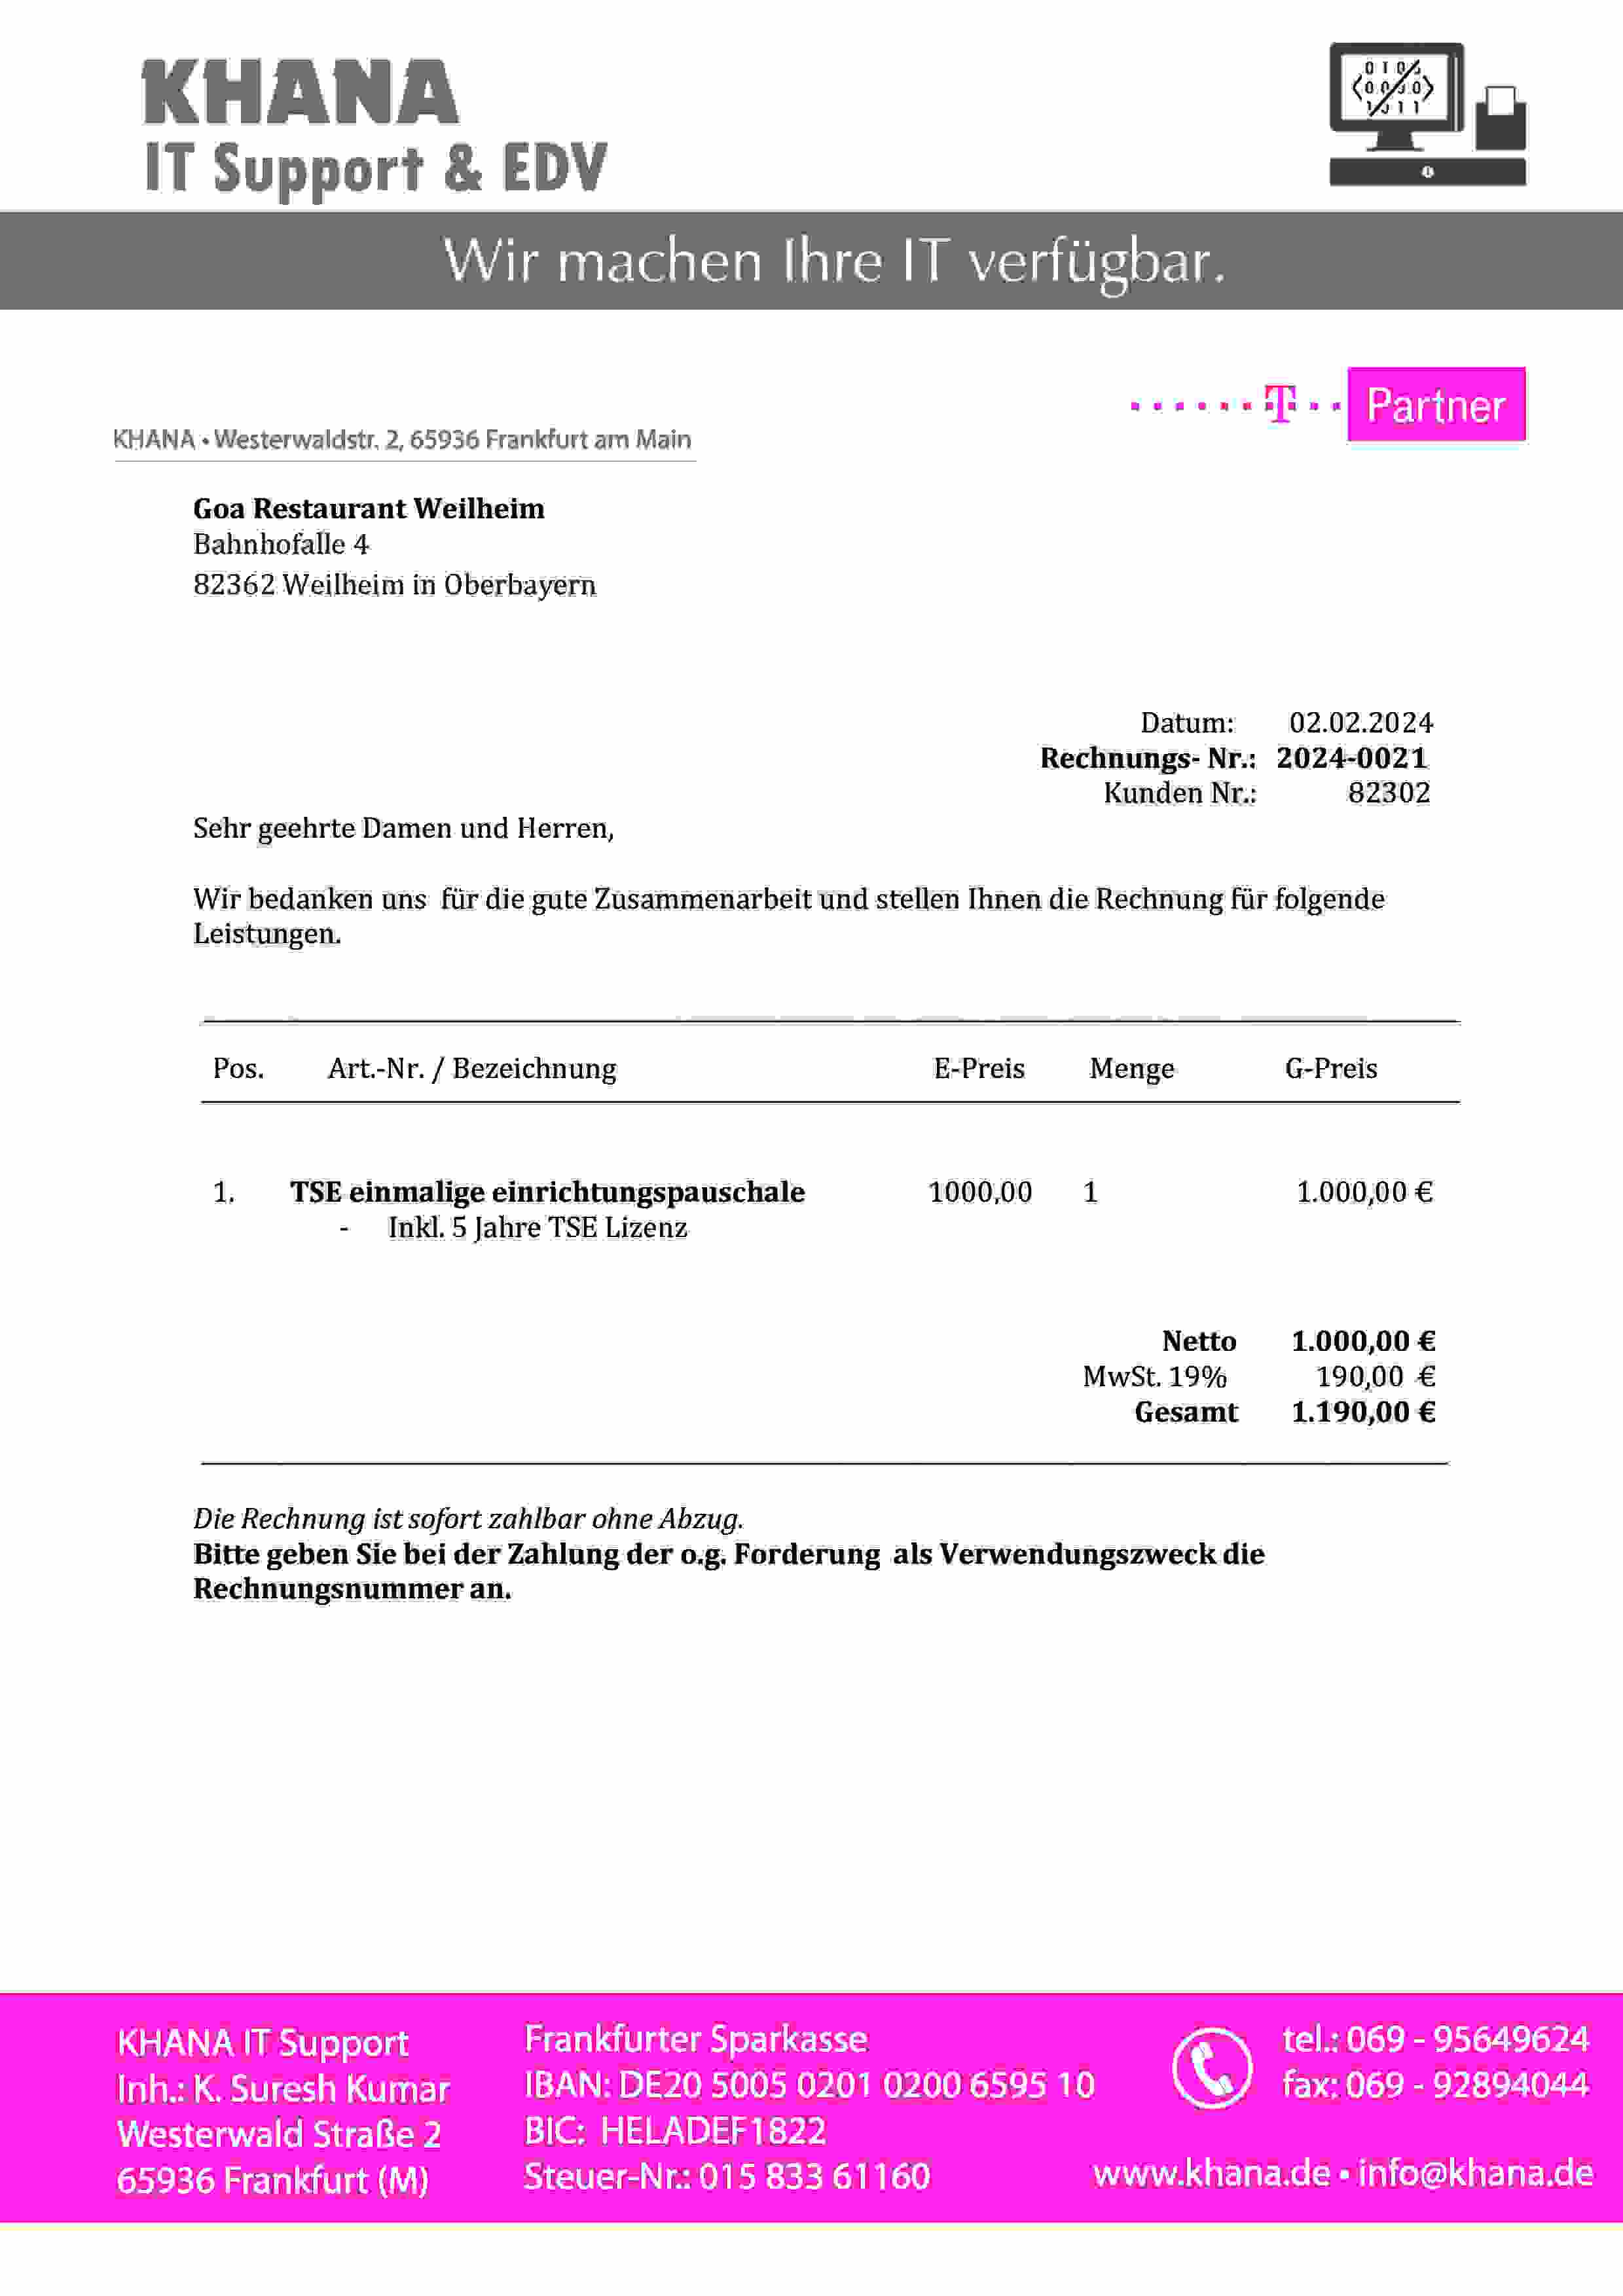 KHANA
IT Support & EDV
Wir machen Ihre IT verfügbar.
T Partner
KHANA • Westerwaldstr. 2, 65936 Frankfurt am Main
Goa Restaurant Weilheim
Bahnhofalle 4
82362 Weilheim in Oberbayern
Datum: 02.02.2024
Rechnungs- Nr.: 2024-0021
Kunden Nr.: 82302
Sehr geehrte Damen und Herren,
Wir bedanken uns für die gute Zusammenarbeit und stellen Ihnen die Rechnung für folgende
Leistungen.
Pos. Art.-Nr. / Bezeichnung E-Preis Menge G-Preis
1. TSE einmalige einrichtungspauschale 1000,00 1 1.000,00 €
- Inkl. 5 Jahre TSE Lizenz
Netto 1.000,00 €
MwSt. 19% 190,00 €
Gesamt 1.190,00 €
Die Rechnung ist sofort zahlbar ohne Abzug.
Bitte geben Sie bei der Zahlung der o.g. Forderung als Verwendungszweck die
Rechnungsnummer an.
KHANA IT Support
Inh.: K. Suresh Kumar
Westerwald Straße 2
65936 Frankfurt (M)
Frankfurter Sparkasse
IBAN: DE20 5005 0201 0200 6595 10
BIC: HELADEF1822
Steuer-Nr.: 015 833 61160
tel.: 069 - 95649624
fax: 069 - 92894044
www.khana.de • info@khana.de